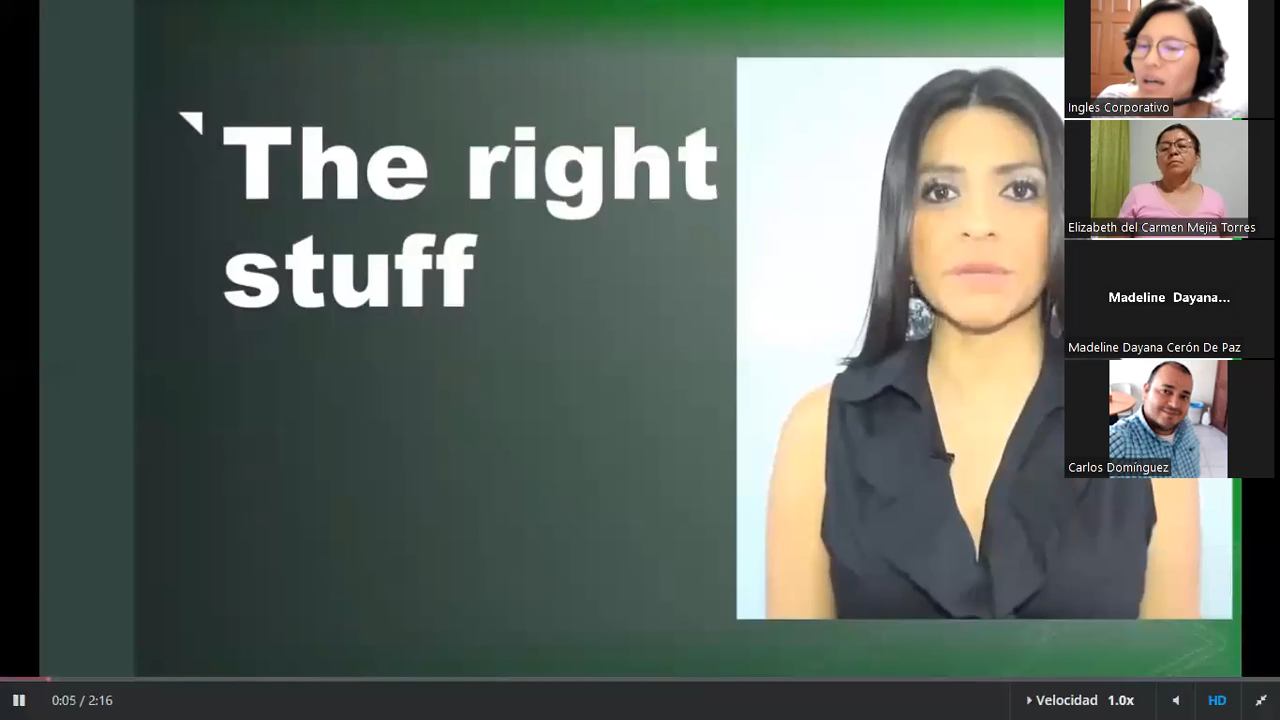 The right
stuff
Ingles Corporativo
Elizabeth del Carmen Mejía Torres
Madeline Dayana...
Madeline Dayana Cerón De Paz
Carlos Domínguez
0:05 / 2:16
Velocidad 1.0x
HD